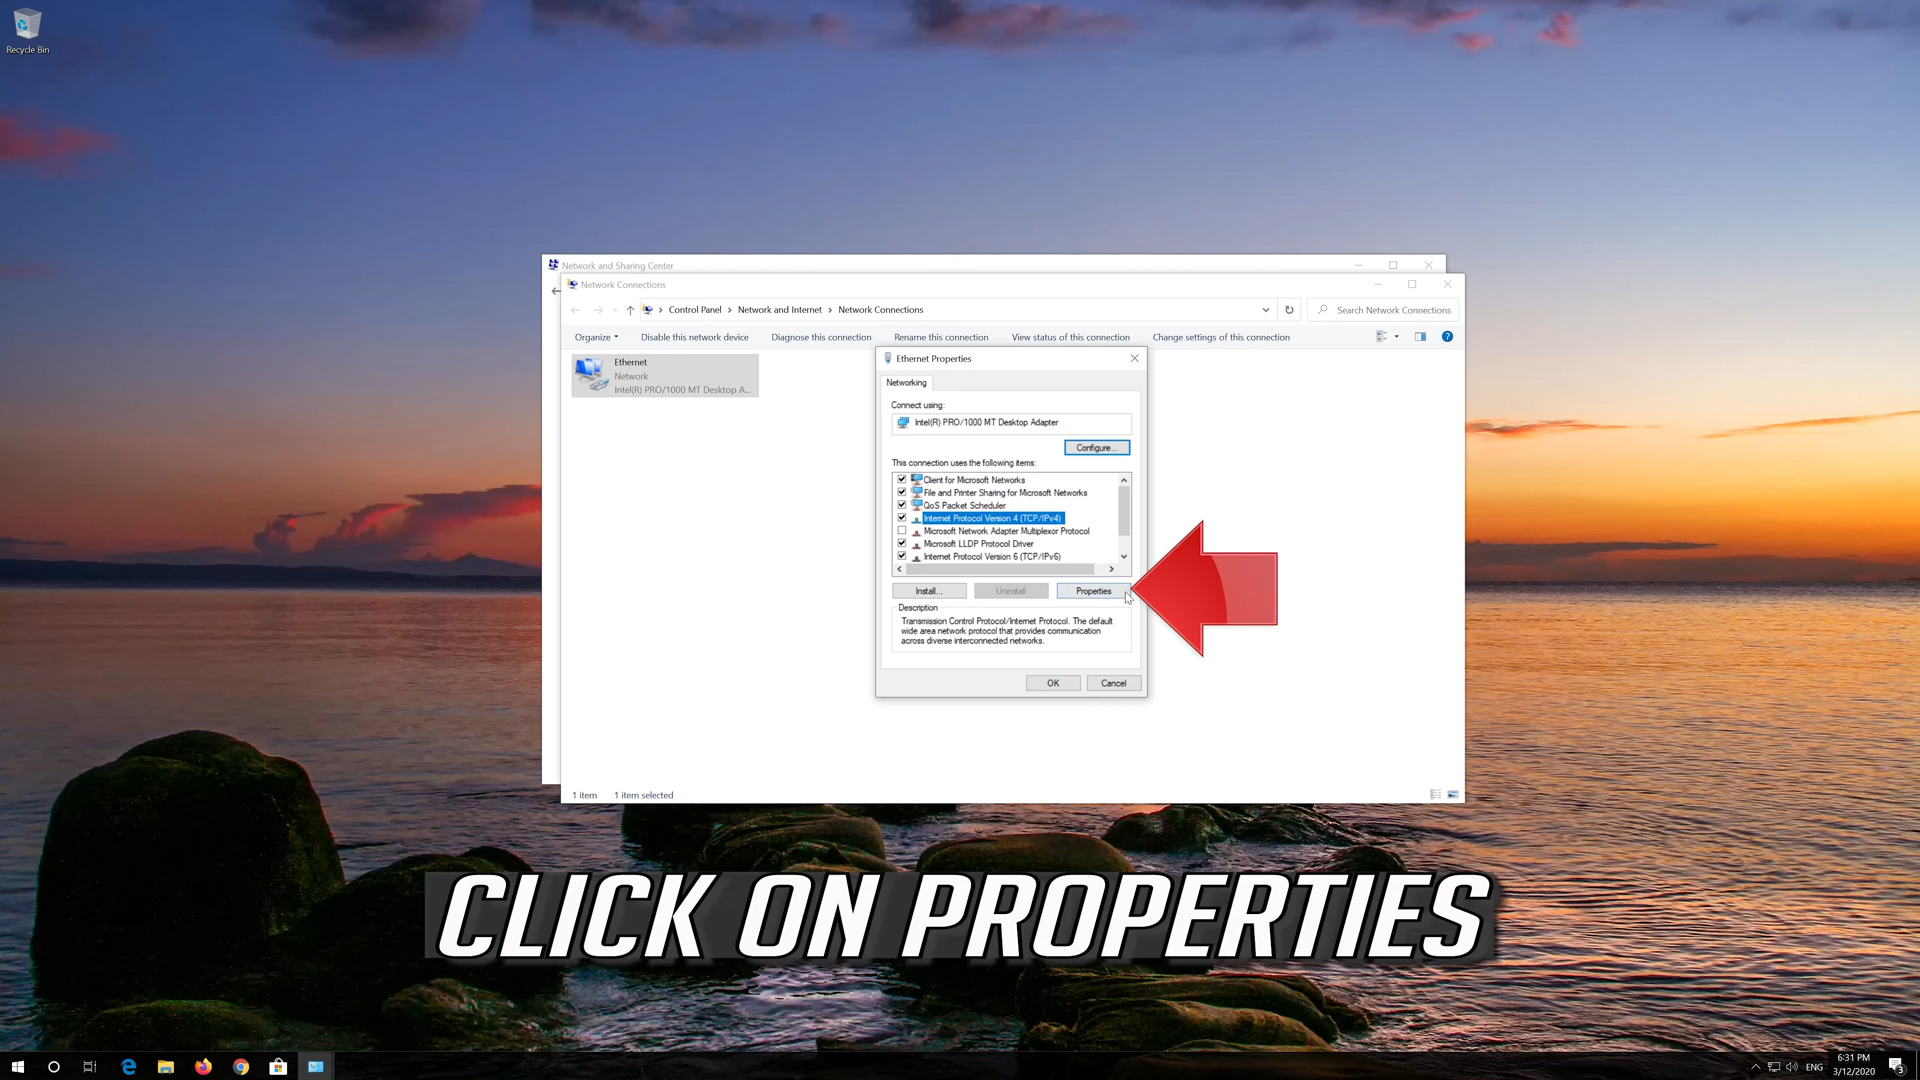 Recycle Bin
Network and Sharing Center
Network Connections
Control Panel > Network and Internet > Network Connections
Search Network Connections
Organize
Disable this network device
Diagnose this connection
Rename this connection
View status of this connection
Change settings of this connection
Ethernet
Network
Intel(R) PRO/1000 MT Desktop A...
Ethernet Properties
Networking
Connect using:
Intel(R) PRO/1000 MT Desktop Adapter
Configure...
This connection uses the following items:
Client for Microsoft Networks
File and Printer Sharing for Microsoft Networks
QoS Packet Scheduler
Internet Protocol Version 4 (TCP/IPv4)
Microsoft Network Adapter Multiplexor Protocol
Microsoft LLDP Protocol Driver
Internet Protocol Version 6 (TCP/IPv6)
Install...
Uninstall
Properties
Description
Transmission Control Protocol/Internet Protocol. The default
wide area network protocol that provides communication
across diverse interconnected networks.
OK
Cancel
1 item
1 item selected
CLICK ON PROPERTIES
ENG
6:31 PM
3/12/2020
3